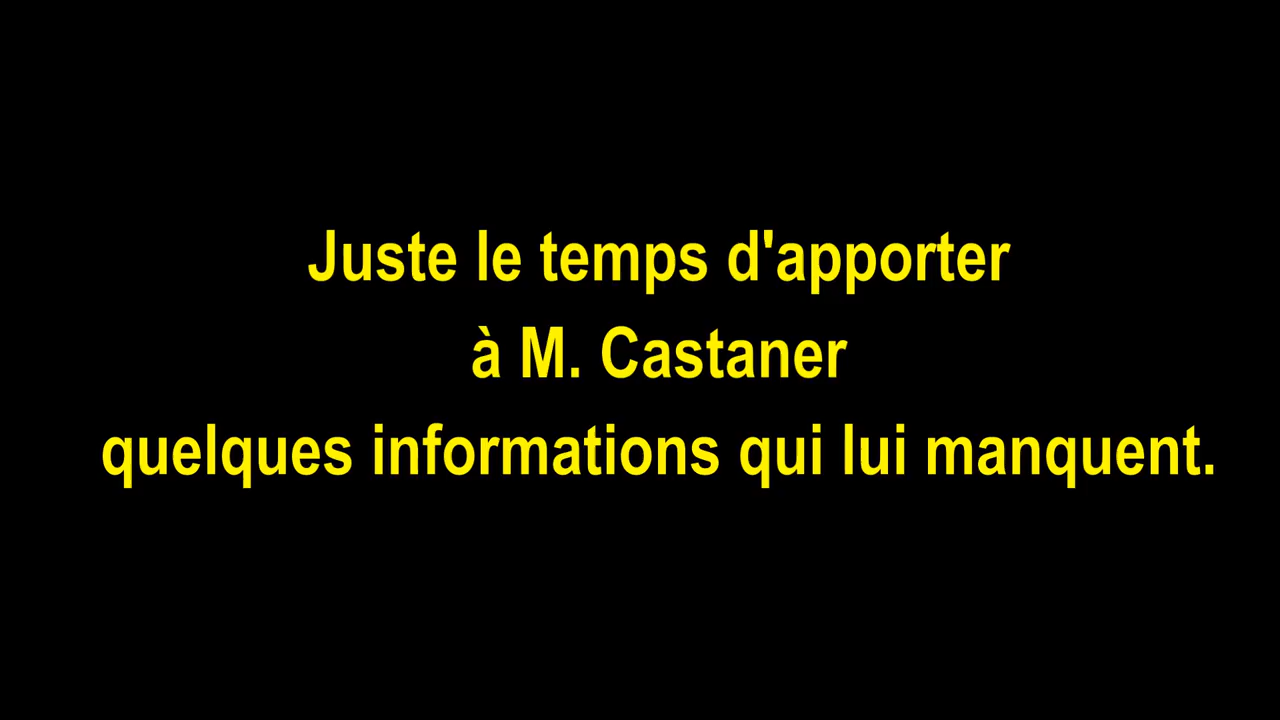 Juste le temps d'apporter
à M. Castaner
quelques informations qui lui manquent.